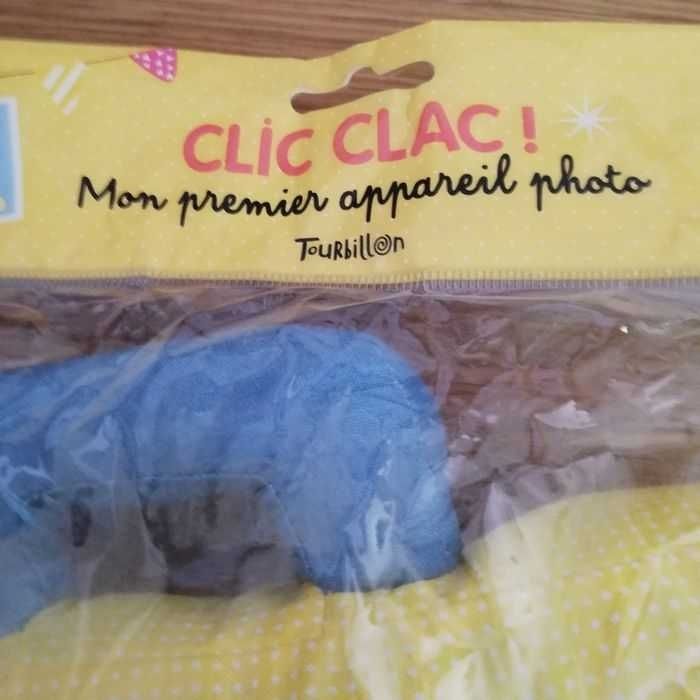 CLIC CLAC !
Mon premier appareil photo
Tourbillon